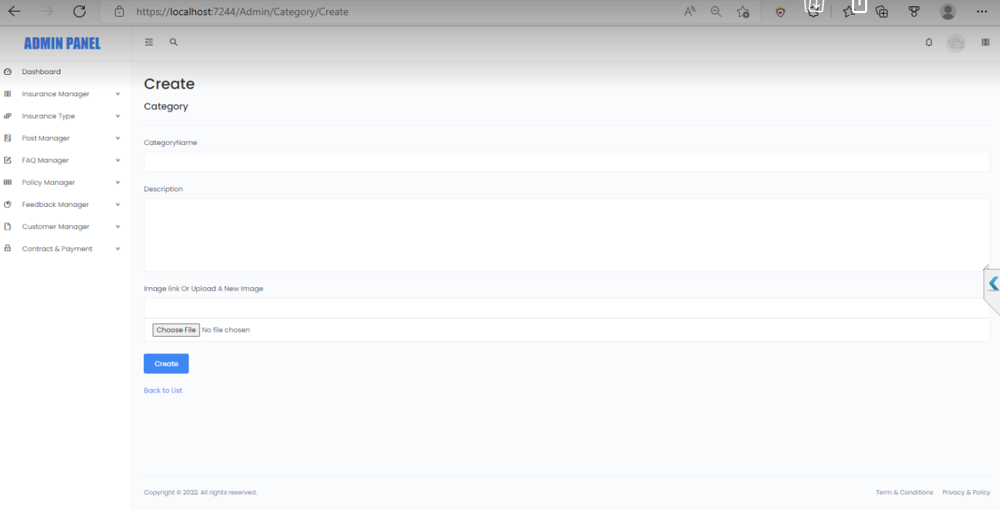 https://localhost:7244/Admin/Category/Create
ADMIN PANEL
Dashboard
Insurance Manager
Insurance Type
Post Manager
FAQ Manager
Policy Manager
Feedback Manager
Customer Manager
Contract & Payment
Create
Category
CategoryName
Description
Image link Or Upload A New Image
Choose File No file chosen
Create
Back to List
Copyright © 2022. All rights reserved.
Term & Conditions Privacy & Policy